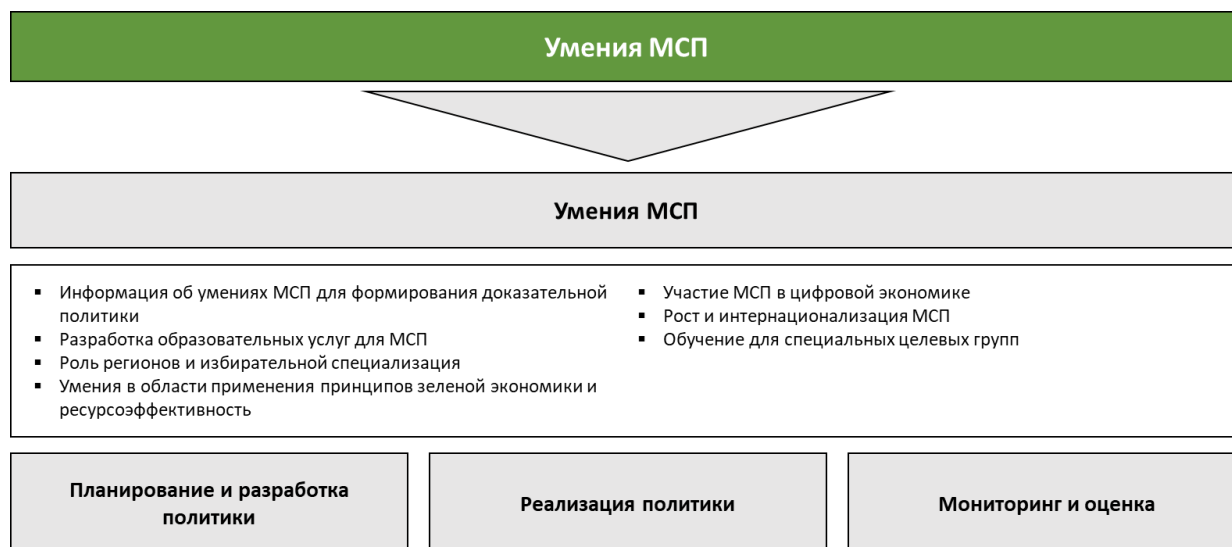 Умения МСП
Умения МСП
▪ Информация об умениях МСП для формирования доказательной
политики
▪ Разработка образовательных услуг для МСП
▪ Роль регионов и избирательной специализация
▪ Умения в области применения принципов зеленой экономики и
ресурсоэффективность
▪ Участие МСП в цифровой экономике
▪ Рост и интернационализация МСП
▪ Обучение для специальных целевых групп
Планирование и разработка
политики
Реализация политики
Мониторинг и оценка